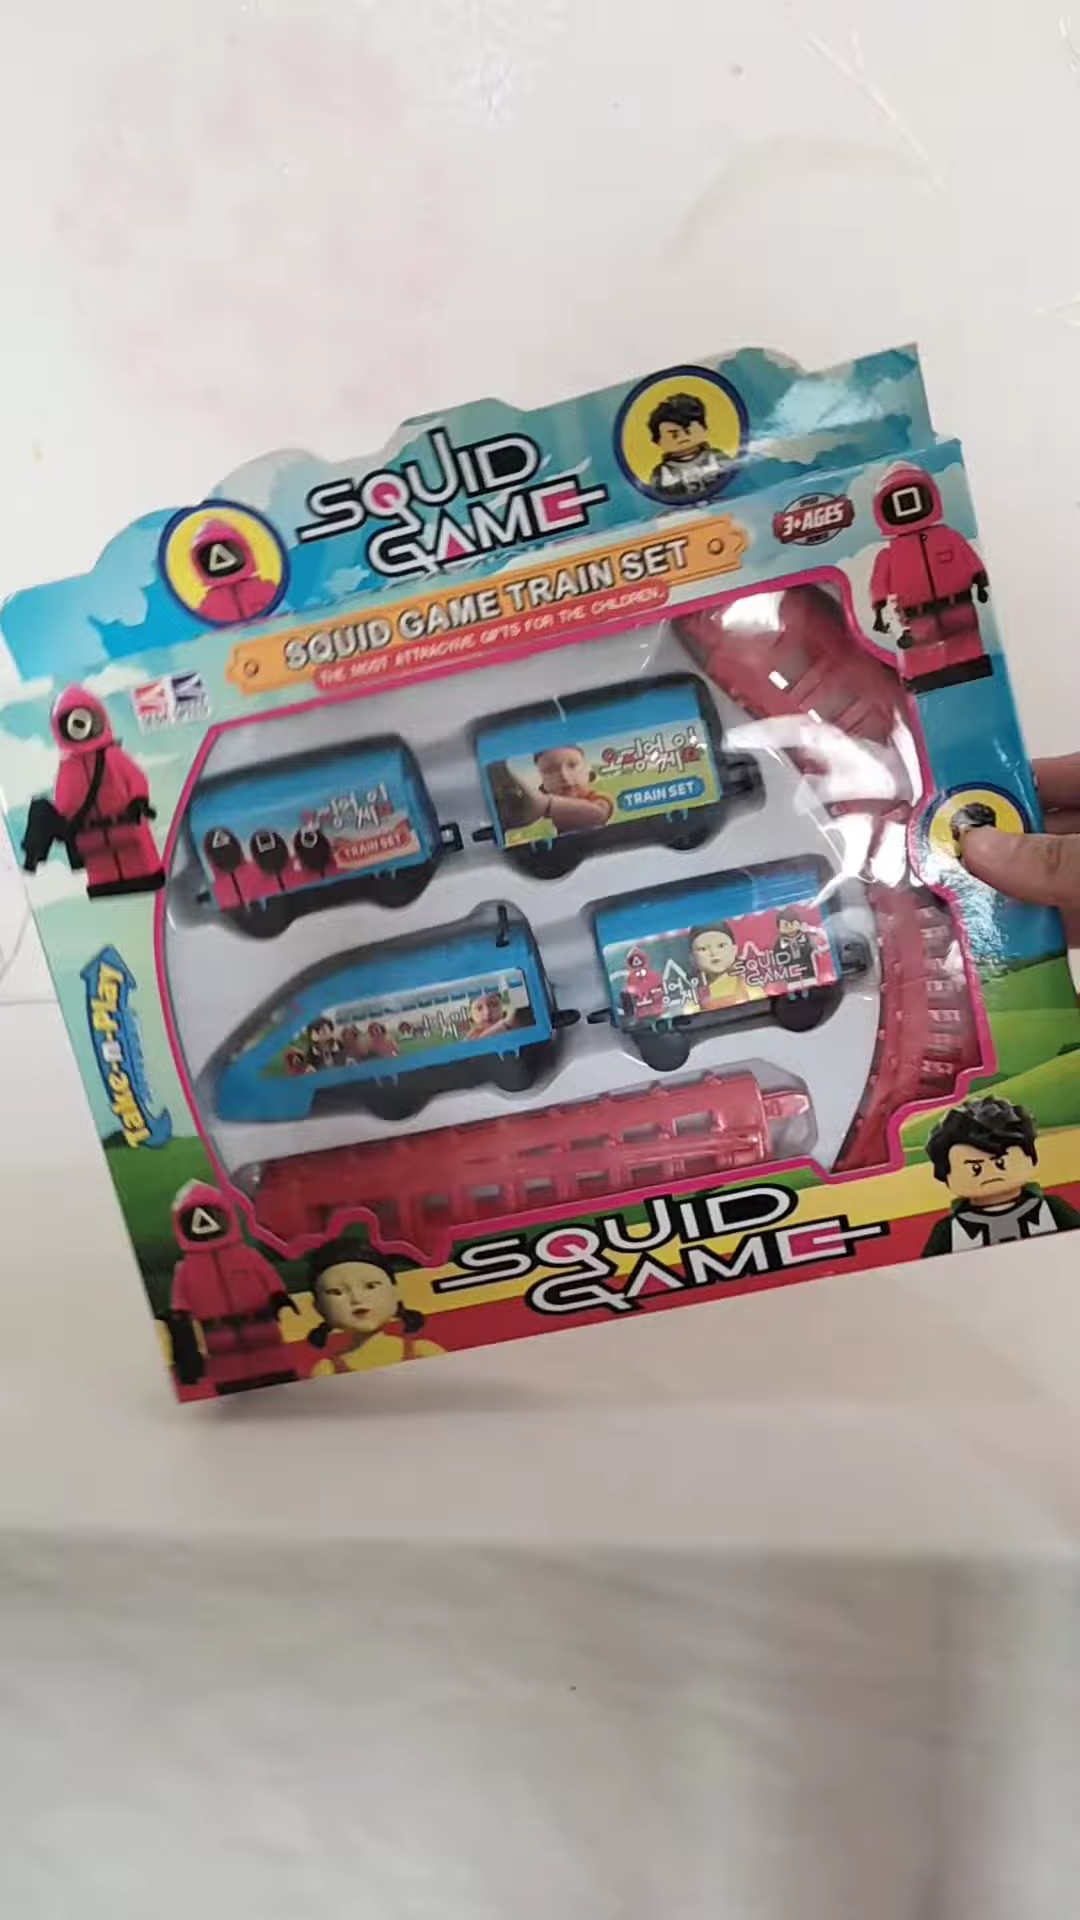 SQUID
GAME
3+AGES
SQUID GAME TRAIN SET
THE MOST ATTRACTIVE GIFTS FOR THE CHILDREN.
TRAIN SET
TRAIN SET
SQUID
GAME
Take-n-Play
SQUID
GAME